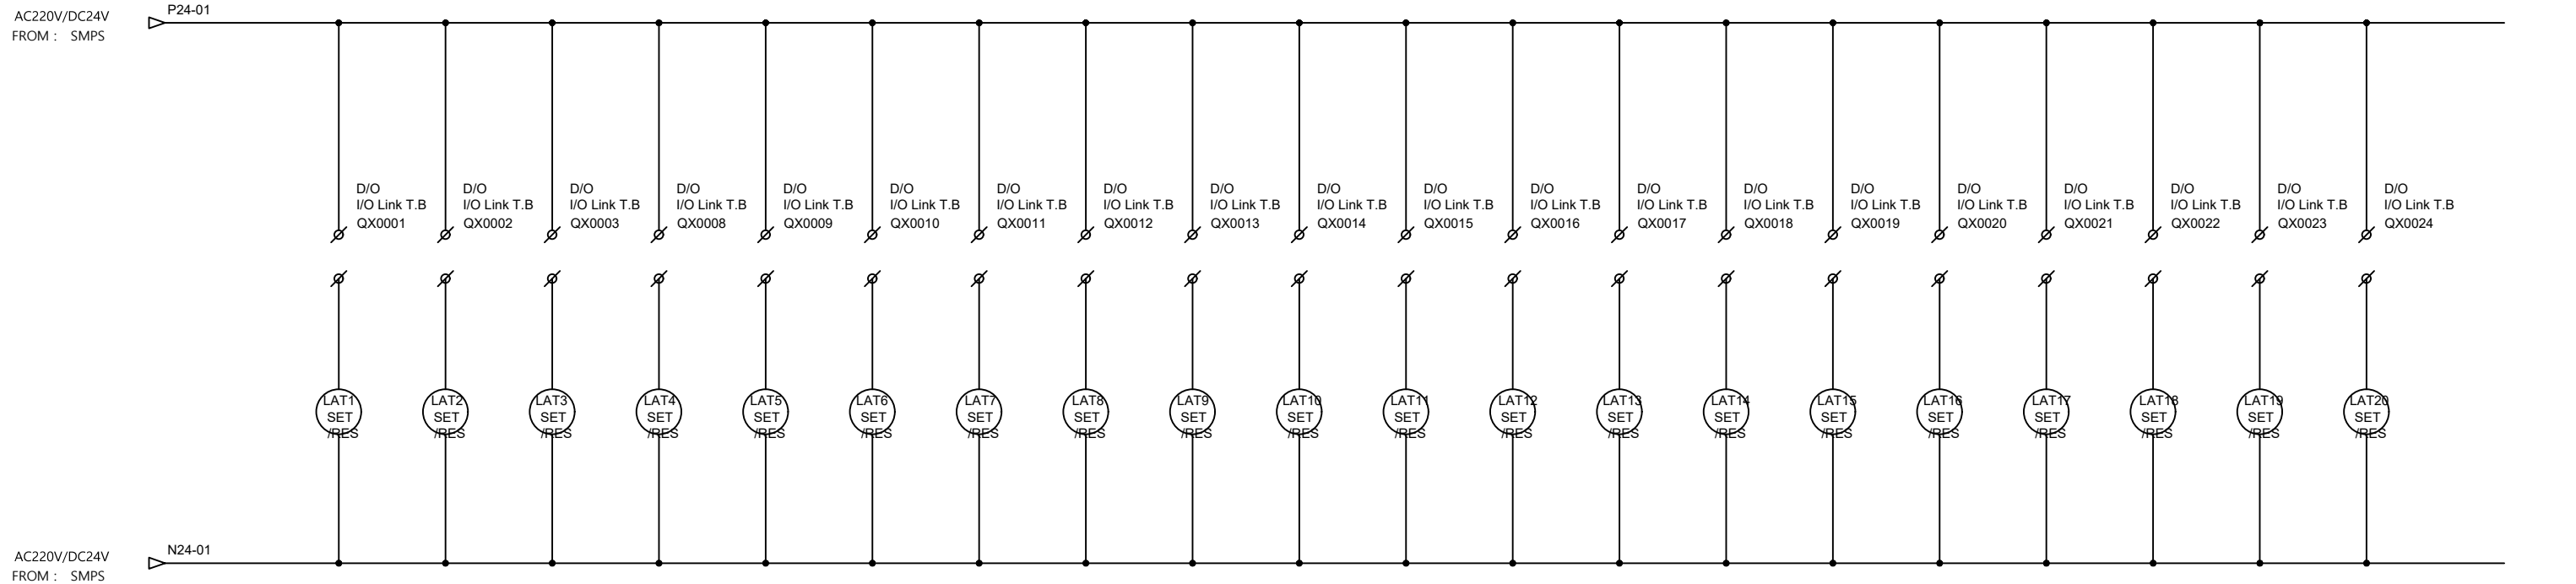 AC220V/DC24V
FROM : SMPS
P24-01
D/O
I/O Link T.B
QX0001
D/O
I/O Link T.B
QX0002
D/O
I/O Link T.B
QX0003
D/O
I/O Link T.B
QX0008
D/O
I/O Link T.B
QX0009
D/O
I/O Link T.B
QX0010
D/O
I/O Link T.B
QX0011
D/O
I/O Link T.B
QX0012
D/O
I/O Link T.B
QX0013
D/O
I/O Link T.B
QX0014
D/O
I/O Link T.B
QX0015
D/O
I/O Link T.B
QX0016
D/O
I/O Link T.B
QX0017
D/O
I/O Link T.B
QX0018
D/O
I/O Link T.B
QX0019
D/O
I/O Link T.B
QX0020
D/O
I/O Link T.B
QX0021
D/O
I/O Link T.B
QX0022
D/O
I/O Link T.B
QX0023
D/O
I/O Link T.B
QX0024
LAT1
SET
/RES
LAT2
SET
/RES
LAT3
SET
/RES
LAT4
SET
/RES
LAT5
SET
/RES
LAT6
SET
/RES
LAT7
SET
/RES
LAT8
SET
/RES
LAT9
SET
/RES
LAT10
SET
/RES
LAT11
SET
/RES
LAT12
SET
/RES
LAT13
SET
/RES
LAT14
SET
/RES
LAT15
SET
/RES
LAT16
SET
/RES
LAT17
SET
/RES
LAT18
SET
/RES
LAT19
SET
/RES
LAT20
SET
/RES
AC220V/DC24V
FROM : SMPS
N24-01